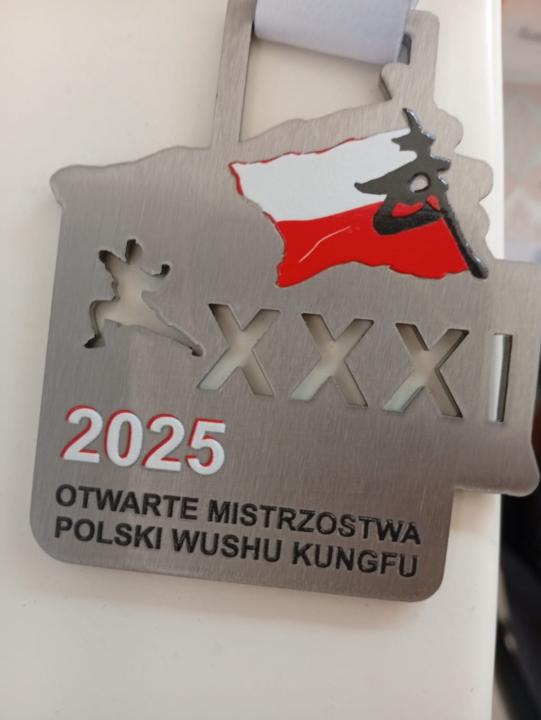 XXXI
2025
OTWARTE MISTRZOSTWA
POLSKI WUSHU KUNGFU